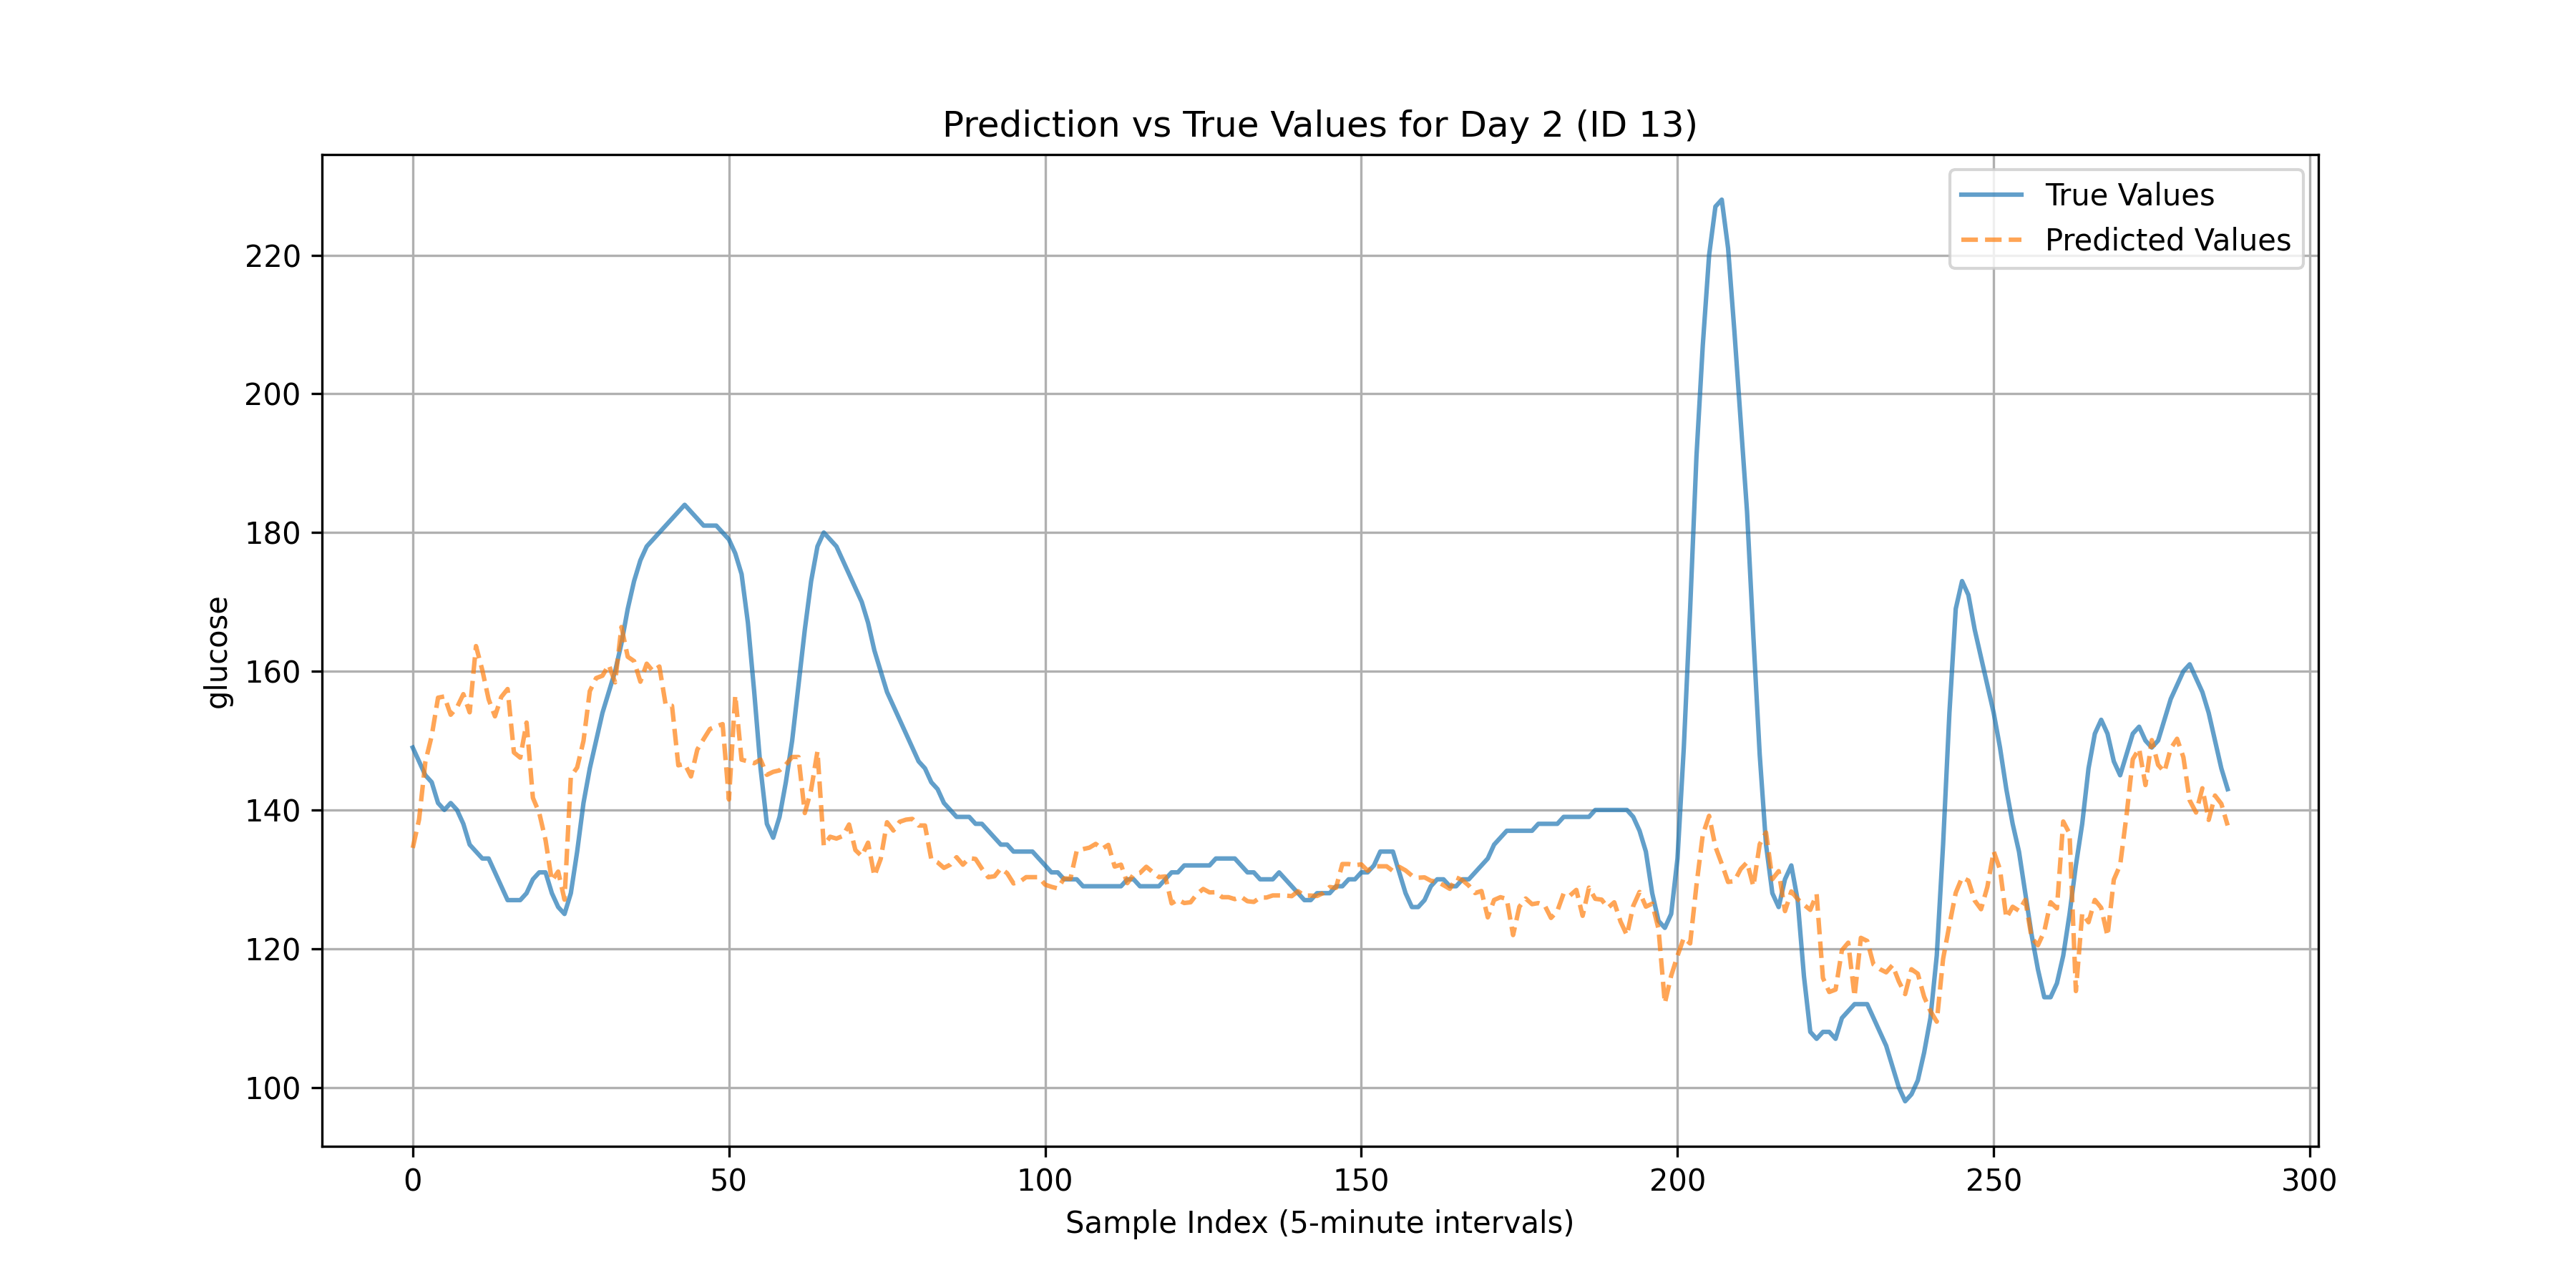 Prediction vs True Values for Day 2 (ID 13)
True Values
Predicted Values
220
200
180
160
140
120
100
glucose
0 50 100 150 200 250 300
Sample Index (5-minute intervals)